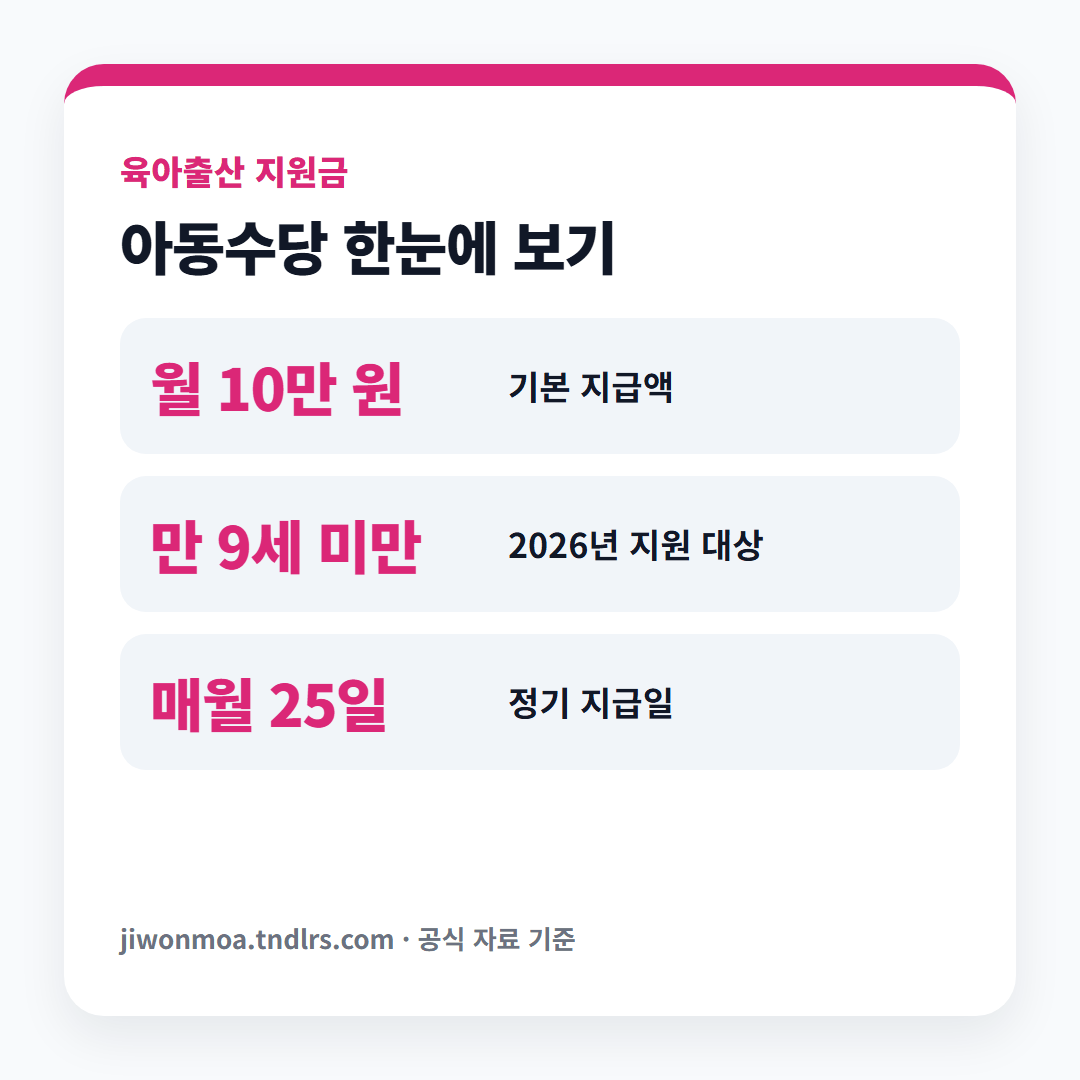 육아출산 지원금
아동수당 한눈에 보기
월 10만 원 기본 지급액
만 9세 미만 2026년 지원 대상
매월 25일 정기 지급일
jiwonmoa.tndlrs.com · 공식 자료 기준